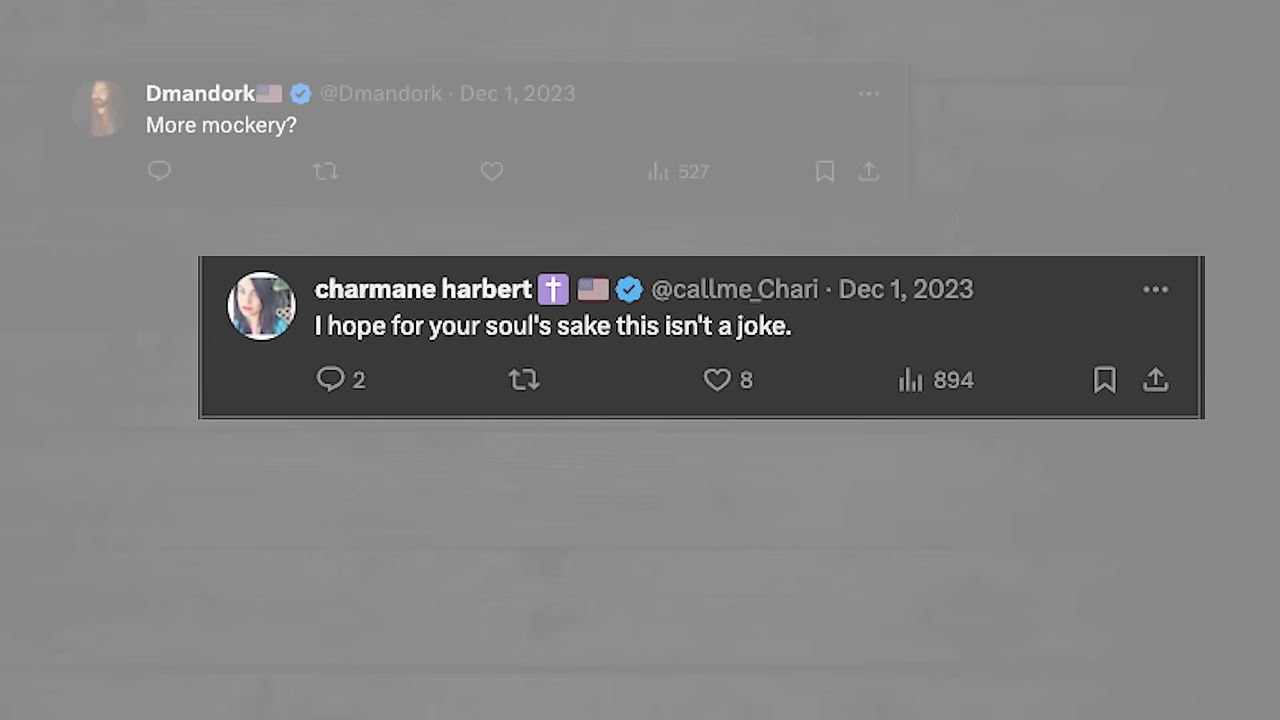 Dmandork🇺🇸 @Dmandork · Dec 1, 2023
More mockery?
527
charmane harbert✝️🇺🇸 @callme_Chari · Dec 1, 2023
I hope for your soul's sake this isn't a joke.
2 8 894